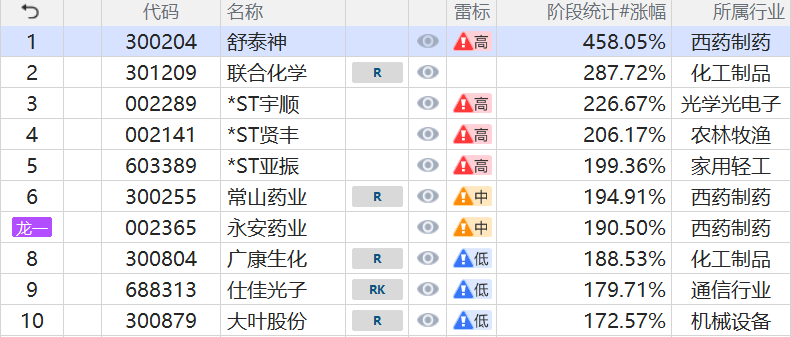 代码 名称 雷标 阶段统计#涨幅 所属行业
1 300204 舒泰神 高 458.05% 西药制药
2 301209 联合化学 R 287.72% 化工制品
3 002289 *ST宇顺 高 226.67% 光学光电子
4 002141 *ST贤丰 高 206.17% 农林牧渔
5 603389 *ST亚振 高 199.36% 家用轻工
6 300255 常山药业 R 中 194.91% 西药制药
龙一 002365 永安药业 中 190.50% 西药制药
8 300804 广康生化 R 低 188.53% 化工制品
9 688313 仕佳光子 RK 低 179.71% 通信行业
10 300879 大叶股份 R 低 172.57% 机械设备